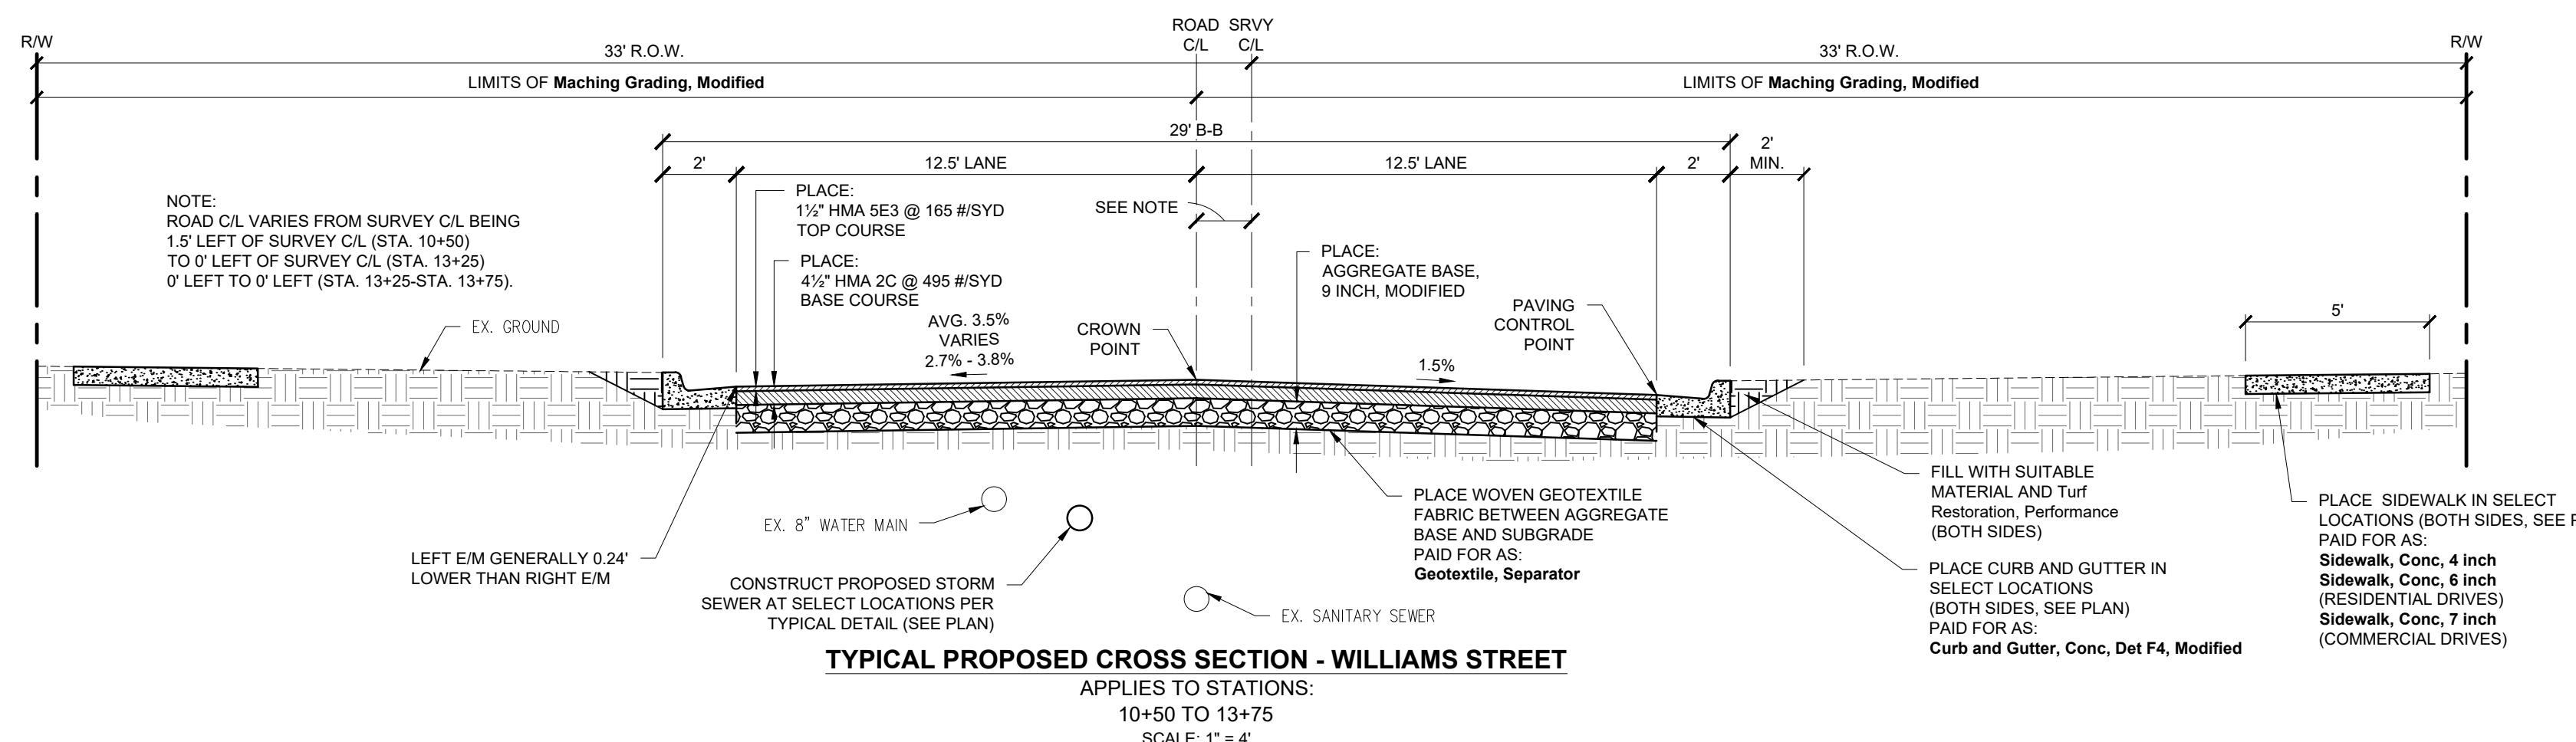 ROAD SRVY
C/L C/L
R/W
R/W
33' R.O.W.
33' R.O.W.
LIMITS OF Maching Grading, Modified
LIMITS OF Maching Grading, Modified
29' B-B
2'
12.5' LANE
12.5' LANE
2'
2'
MIN.
NOTE:
ROAD C/L VARIES FROM SURVEY C/L BEING
1.5' LEFT OF SURVEY C/L (STA. 10+50)
TO 0' LEFT OF SURVEY C/L (STA. 13+25)
0' LEFT TO 0' LEFT (STA. 13+25-STA. 13+75).
PLACE:
1½" HMA 5E3 @ 165 #/SYD
TOP COURSE
PLACE:
4½" HMA 2C @ 495 #/SYD
BASE COURSE
SEE NOTE
PLACE:
AGGREGATE BASE,
9 INCH, MODIFIED
PAVING
CONTROL
POINT
5'
EX. GROUND
AVG. 3.5%
VARIES
2.7% - 3.8%
CROWN
POINT
1.5%
EX. 8" WATER MAIN
LEFT E/M GENERALLY 0.24'
LOWER THAN RIGHT E/M
CONSTRUCT PROPOSED STORM
SEWER AT SELECT LOCATIONS PER
TYPICAL DETAIL (SEE PLAN)
EX. SANITARY SEWER
PLACE WOVEN GEOTEXTILE
FABRIC BETWEEN AGGREGATE
BASE AND SUBGRADE
PAID FOR AS:
Geotextile, Separator
FILL WITH SUITABLE
MATERIAL AND Turf
Restoration, Performance
(BOTH SIDES)
PLACE CURB AND GUTTER IN
SELECT LOCATIONS
(BOTH SIDES, SEE PLAN)
PAID FOR AS:
Curb and Gutter, Conc, Det F4, Modified
PLACE SIDEWALK IN SELECT
LOCATIONS (BOTH SIDES, SEE
PAID FOR AS:
Sidewalk, Conc, 4 inch
Sidewalk, Conc, 6 inch
(RESIDENTIAL DRIVES)
Sidewalk, Conc, 7 inch
(COMMERCIAL DRIVES)
TYPICAL PROPOSED CROSS SECTION - WILLIAMS STREET
APPLIES TO STATIONS:
10+50 TO 13+75
SCALE: 1" = 4'